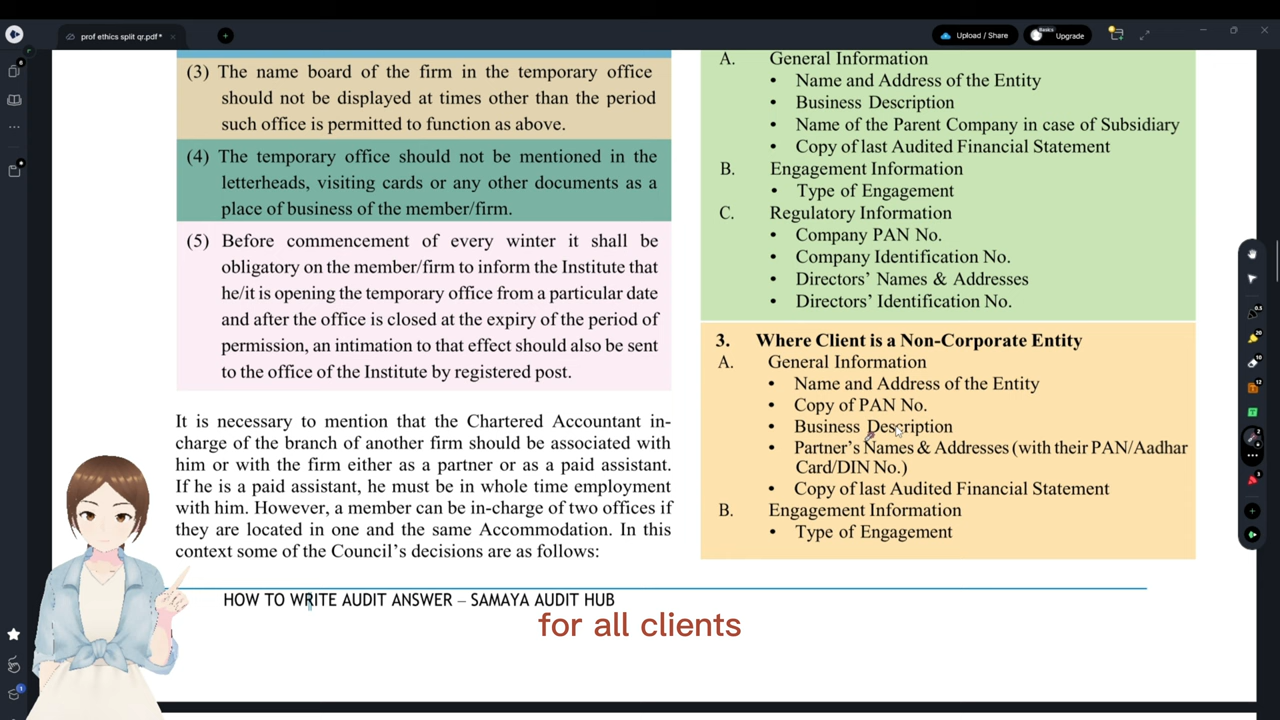 prof ethics split qr.pdf*
Upload / Share
Basics
Upgrade
(3) The name board of the firm in the temporary office
should not be displayed at times other than the period
such office is permitted to function as above.
(4) The temporary office should not be mentioned in the
letterheads, visiting cards or any other documents as a
place of business of the member/firm.
(5) Before commencement of every winter it shall be
obligatory on the member/firm to inform the Institute that
he/it is opening the temporary office from a particular date
and after the office is closed at the expiry of the period of
permission, an intimation to that effect should also be sent
to the office of the Institute by registered post.
It is necessary to mention that the Chartered Accountant in-
charge of the branch of another firm should be associated with
him or with the firm either as a partner or as a paid assistant.
If he is a paid assistant, he must be in whole time employment
with him. However, a member can be in-charge of two offices if
they are located in one and the same Accommodation. In this
context some of the Council's decisions are as follows:
A. General Information
• Name and Address of the Entity
• Business Description
• Name of the Parent Company in case of Subsidiary
• Copy of last Audited Financial Statement
B. Engagement Information
• Type of Engagement
C. Regulatory Information
• Company PAN No.
• Company Identification No.
• Directors' Names & Addresses
• Directors' Identification No.
3. Where Client is a Non-Corporate Entity
A. General Information
• Name and Address of the Entity
• Copy of PAN No.
• Business Description
• Partner's Names & Addresses (with their PAN/Aadhar
Card/DIN No.)
• Copy of last Audited Financial Statement
B. Engagement Information
• Type of Engagement
HOW TO WRITE AUDIT ANSWER – SAMAYA AUDIT HUB
for all clients